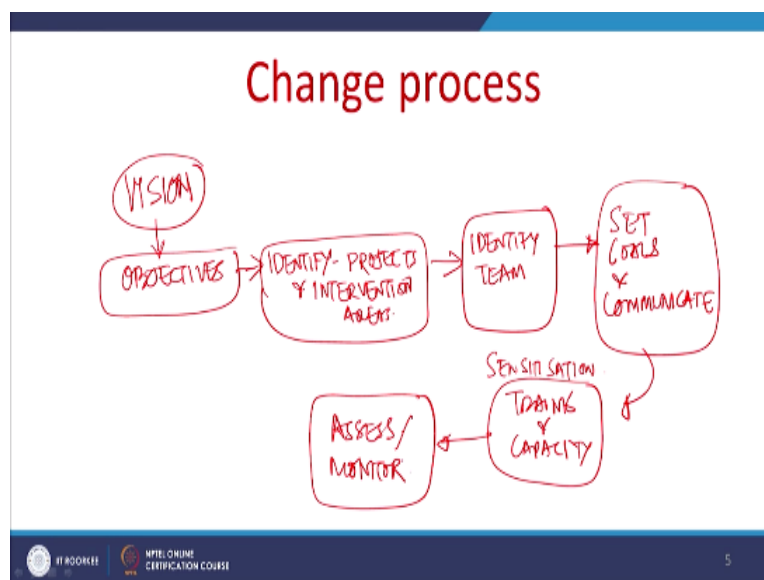 Change process
VISION
OBJECTIVES
IDENTIFY- PROJECTS
& INTERVENTION
AREAS.
IDENTIFY
TEAM
SET
GOALS
&
COMMUNICATE
SENSITISATION.
TRAING
&
CAPACITY
ASSESS/
MONITOR.
IIT ROORKEE
NPTEL ONLINE
CERTIFICATION COURSE
5